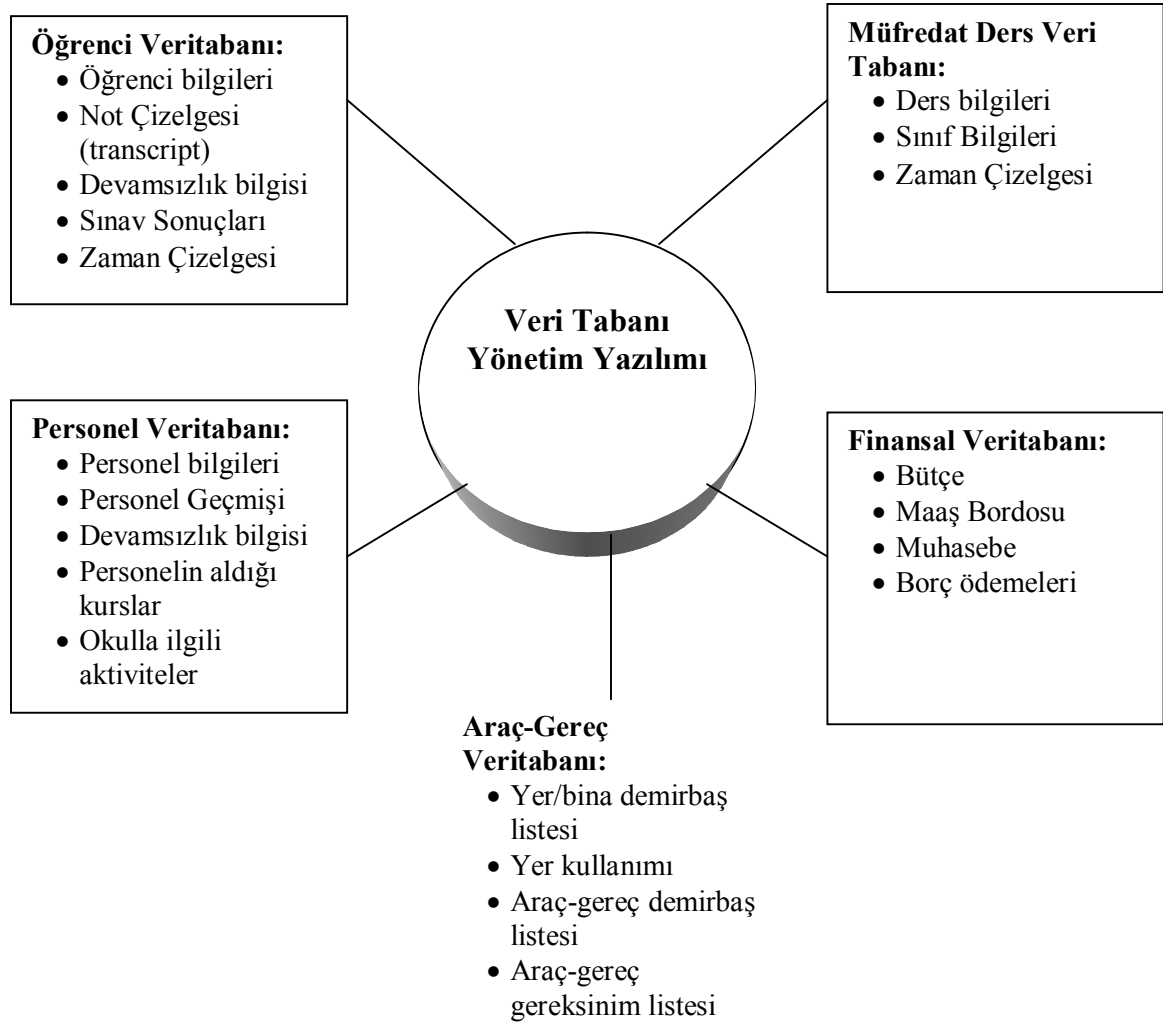 Öğrenci Veritabanı:
• Öğrenci bilgileri
• Not Çizelgesi
(transcript)
• Devamsızlık bilgisi
• Sınav Sonuçları
• Zaman Çizelgesi
Müfredat Ders Veri
Tabanı:
• Ders bilgileri
• Sınıf Bilgileri
• Zaman Çizelgesi
Veri Tabanı
Yönetim Yazılımı
Personel Veritabanı:
• Personel bilgileri
• Personel Geçmişi
• Devamsızlık bilgisi
• Personelin aldığı
kurslar
• Okulla ilgili
aktiviteler
Finansal Veritabanı:
• Bütçe
• Maaş Bordosu
• Muhasebe
• Borç ödemeleri
Araç-Gereç
Veritabanı:
• Yer/bina demirbaş
listesi
• Yer kullanımı
• Araç-gereç demirbaş
listesi
• Araç-gereç
gereksinim listesi